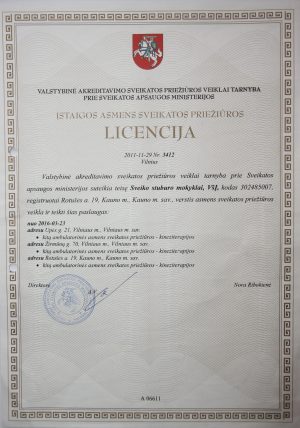 VALSTYBINĖ AKREDITAVIMO SVEIKATOS PRIEŽIŪROS VEIKLAI TARNYBA
PRIE SVEIKATOS APSAUGOS MINISTERIJOS
ĮSTAIGOS ASMENS SVEIKATOS PRIEŽIŪROS
LICENCIJA
2011-11-29 Nr. 3412
Vilnius
Valstybinė akreditavimo sveikatos priežiūros veiklai tarnyba prie Sveikatos
apsaugos ministerijos suteikia teisę Sveiko stuburo mokyklai, VšĮ, kodas 302485007,
registruotai Rotušės a. 19, Kauno m., Kauno m. sav. verstis asmens sveikatos priežiūros
veikla ir teikti šias paslaugas:
nuo 2016-03-23
adresu Upės g. 21, Vilniaus m., Vilniaus m. sav.
• kitą ambulatorinės asmens sveikatos priežiūros - kineziterapijos
adresu Žirmūnų g. 70, Vilniaus m., Vilniaus m. sav.
• kitą ambulatorinės asmens sveikatos priežiūros - kineziterapijos
adresu Rotušės a. 19, Kauno m., Kauno m. sav.
• kitą ambulatorinės asmens sveikatos priežiūros - kineziterapijos
Direktorė
A.V.
Nora Ribokienė
A 06611